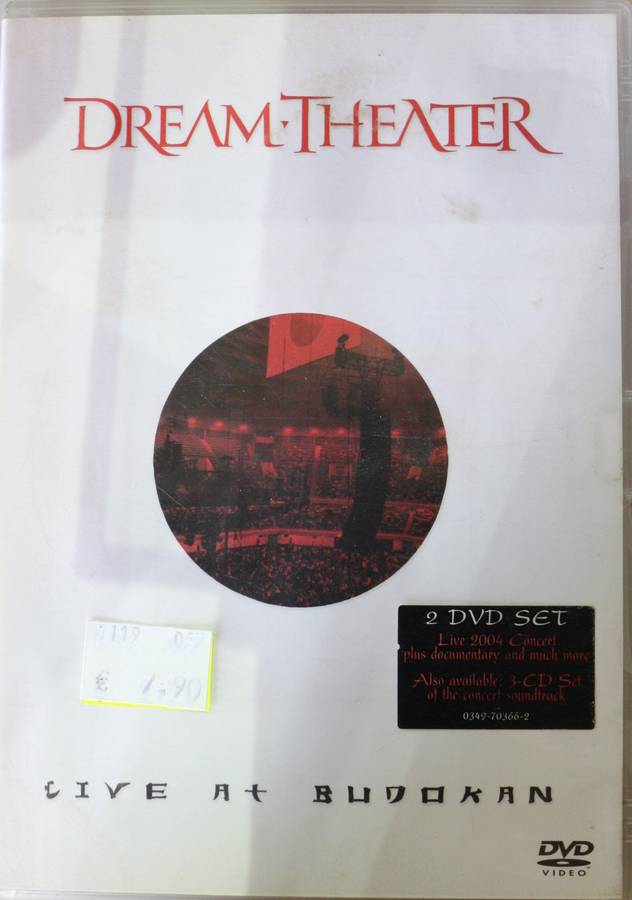 DREAM THEATER
2 DVD SET
Live 2004 Concert
plus documentary and much more
Also available: 3-CD Set
of the concert soundtrack
0349-70366-2
€
LIVE AT BUDOKAN
DVD
VIDEO